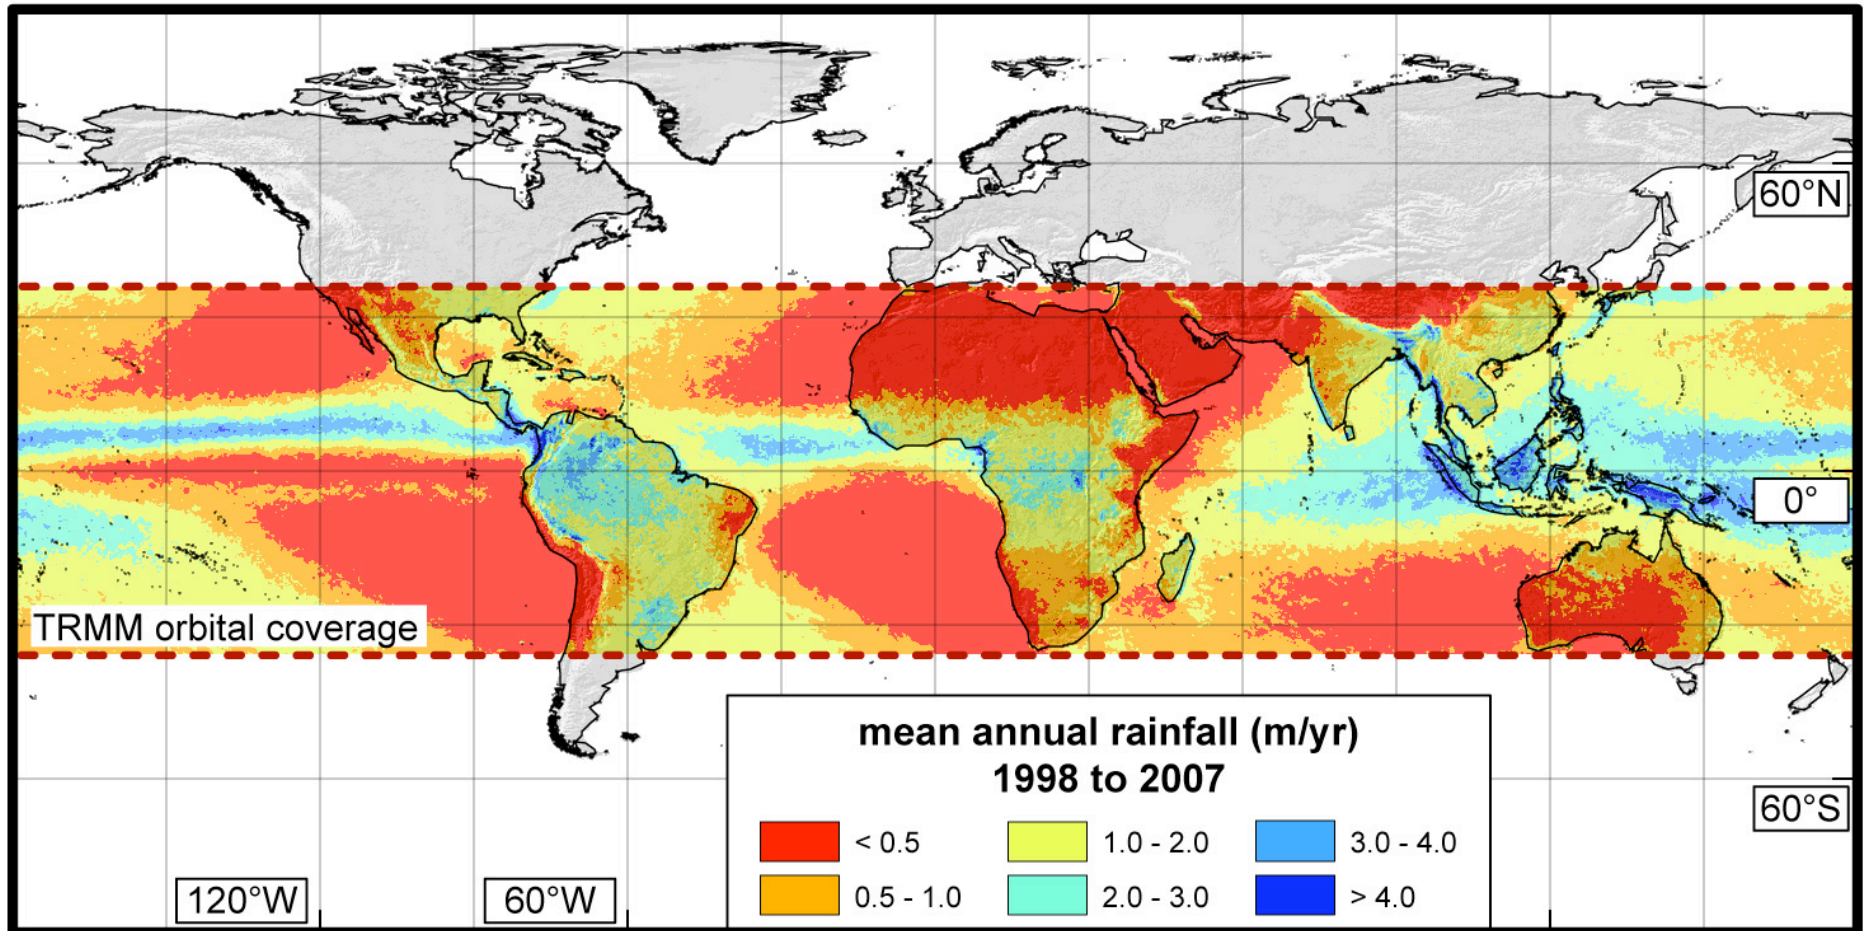 60°N
0°
TRMM orbital coverage
60°S
120°W
60°W
mean annual rainfall (m/yr)
1998 to 2007
< 0.5
1.0 - 2.0
3.0 - 4.0
0.5 - 1.0
2.0 - 3.0
> 4.0